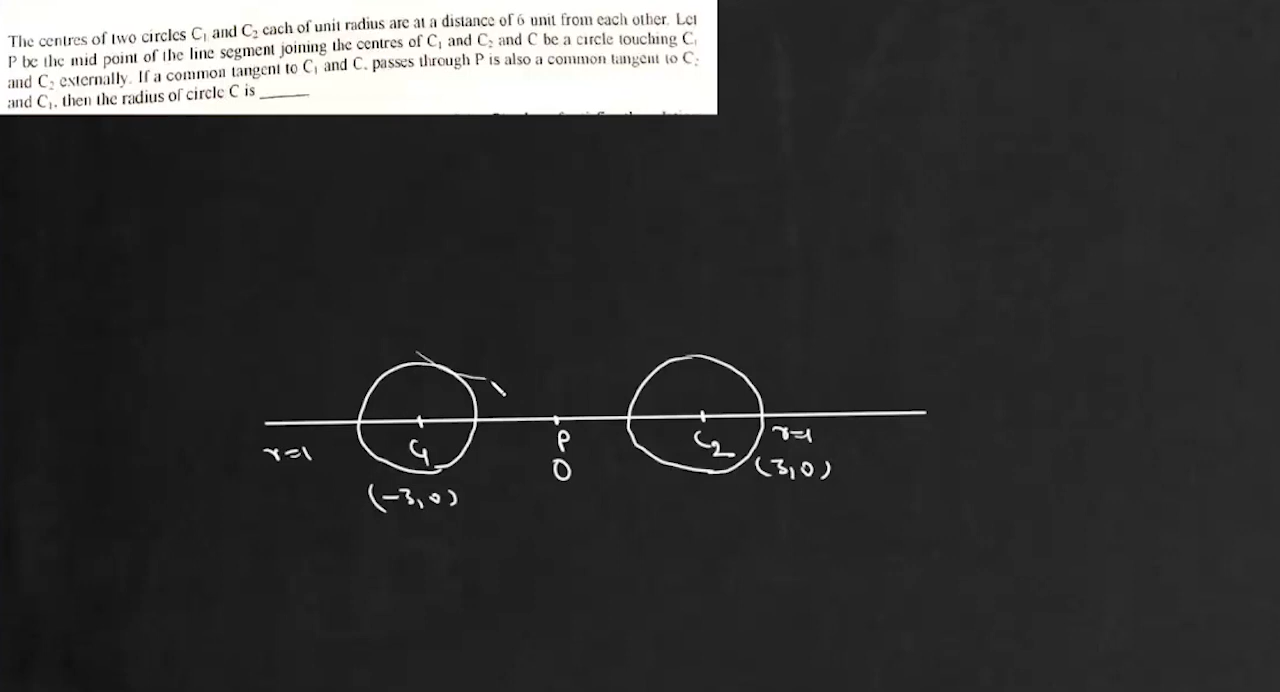 The centres of two circles C₁ and C₂ each of unit radius are at a distance of 6 unit from each other. Let
P be the mid point of the line segment joining the centres of C₁ and C₂ and C be a circle touching C₁
and C₂ externally. If a common tangent to C₁ and C. passes through P is also a common tangent to C₂
and C₁, then the radius of circle C is ______
r=1
C₁
(-3,0)
P
O
C₂
r=1
(3,0)